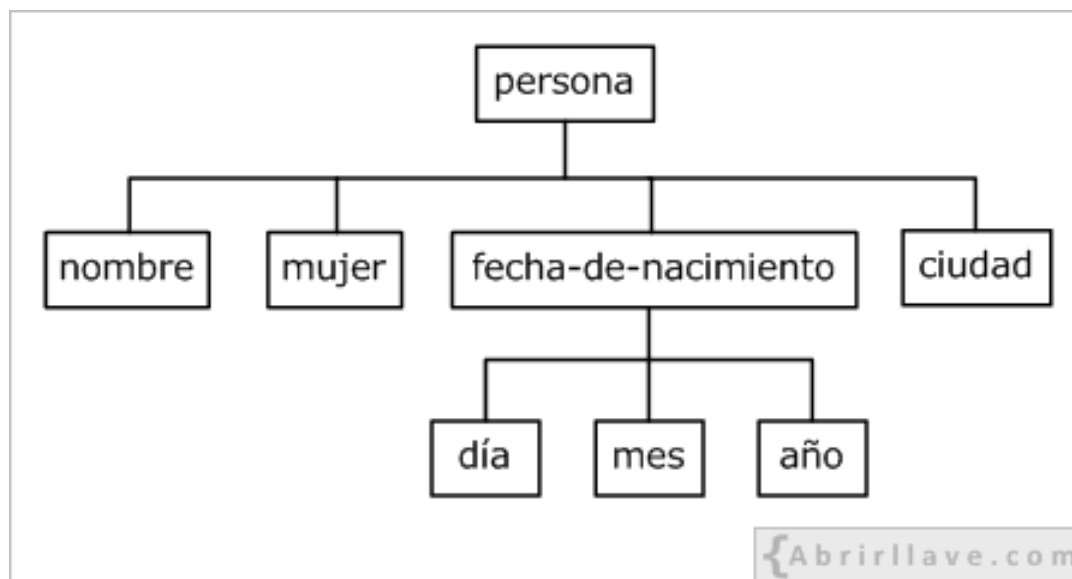 persona
nombre mujer fecha-de-nacimiento ciudad
día mes año
{Abrirllave.com